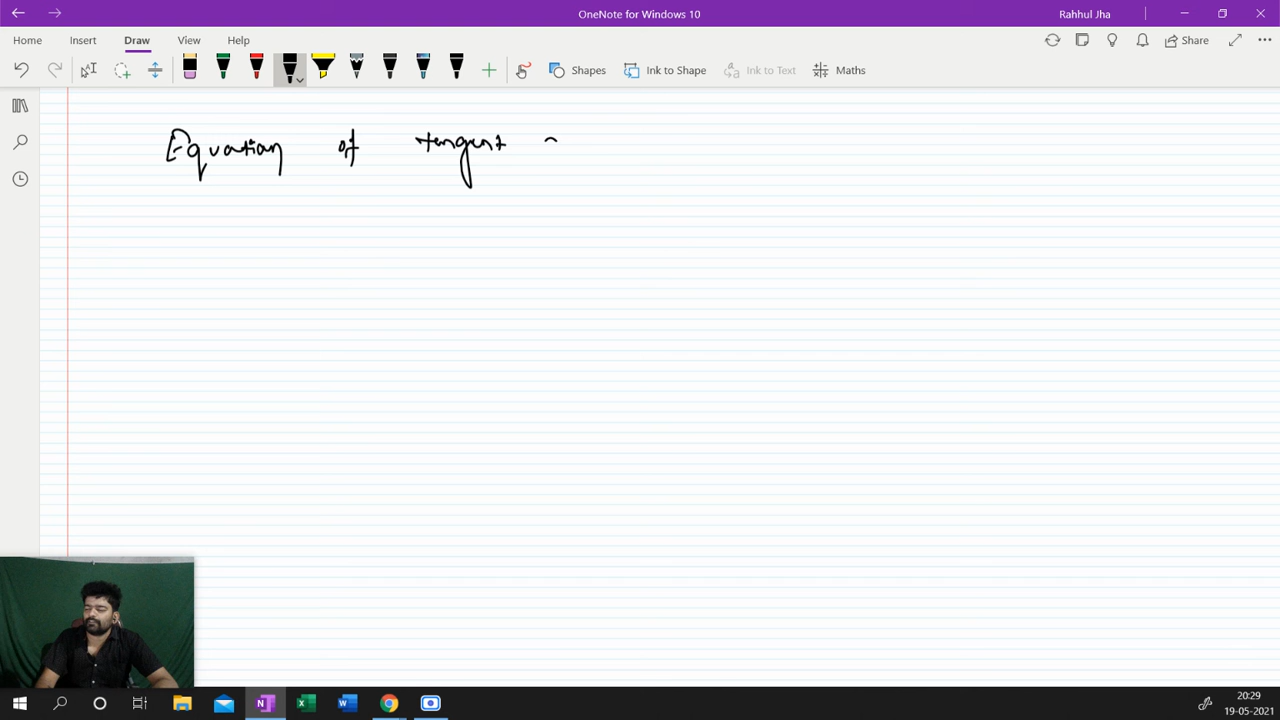 OneNote for Windows 10
Rahhul Jha
Home Insert Draw View Help
Share
Shapes Ink to Shape Ink to Text Maths
Equation of tangent
20:29
19-05-2021